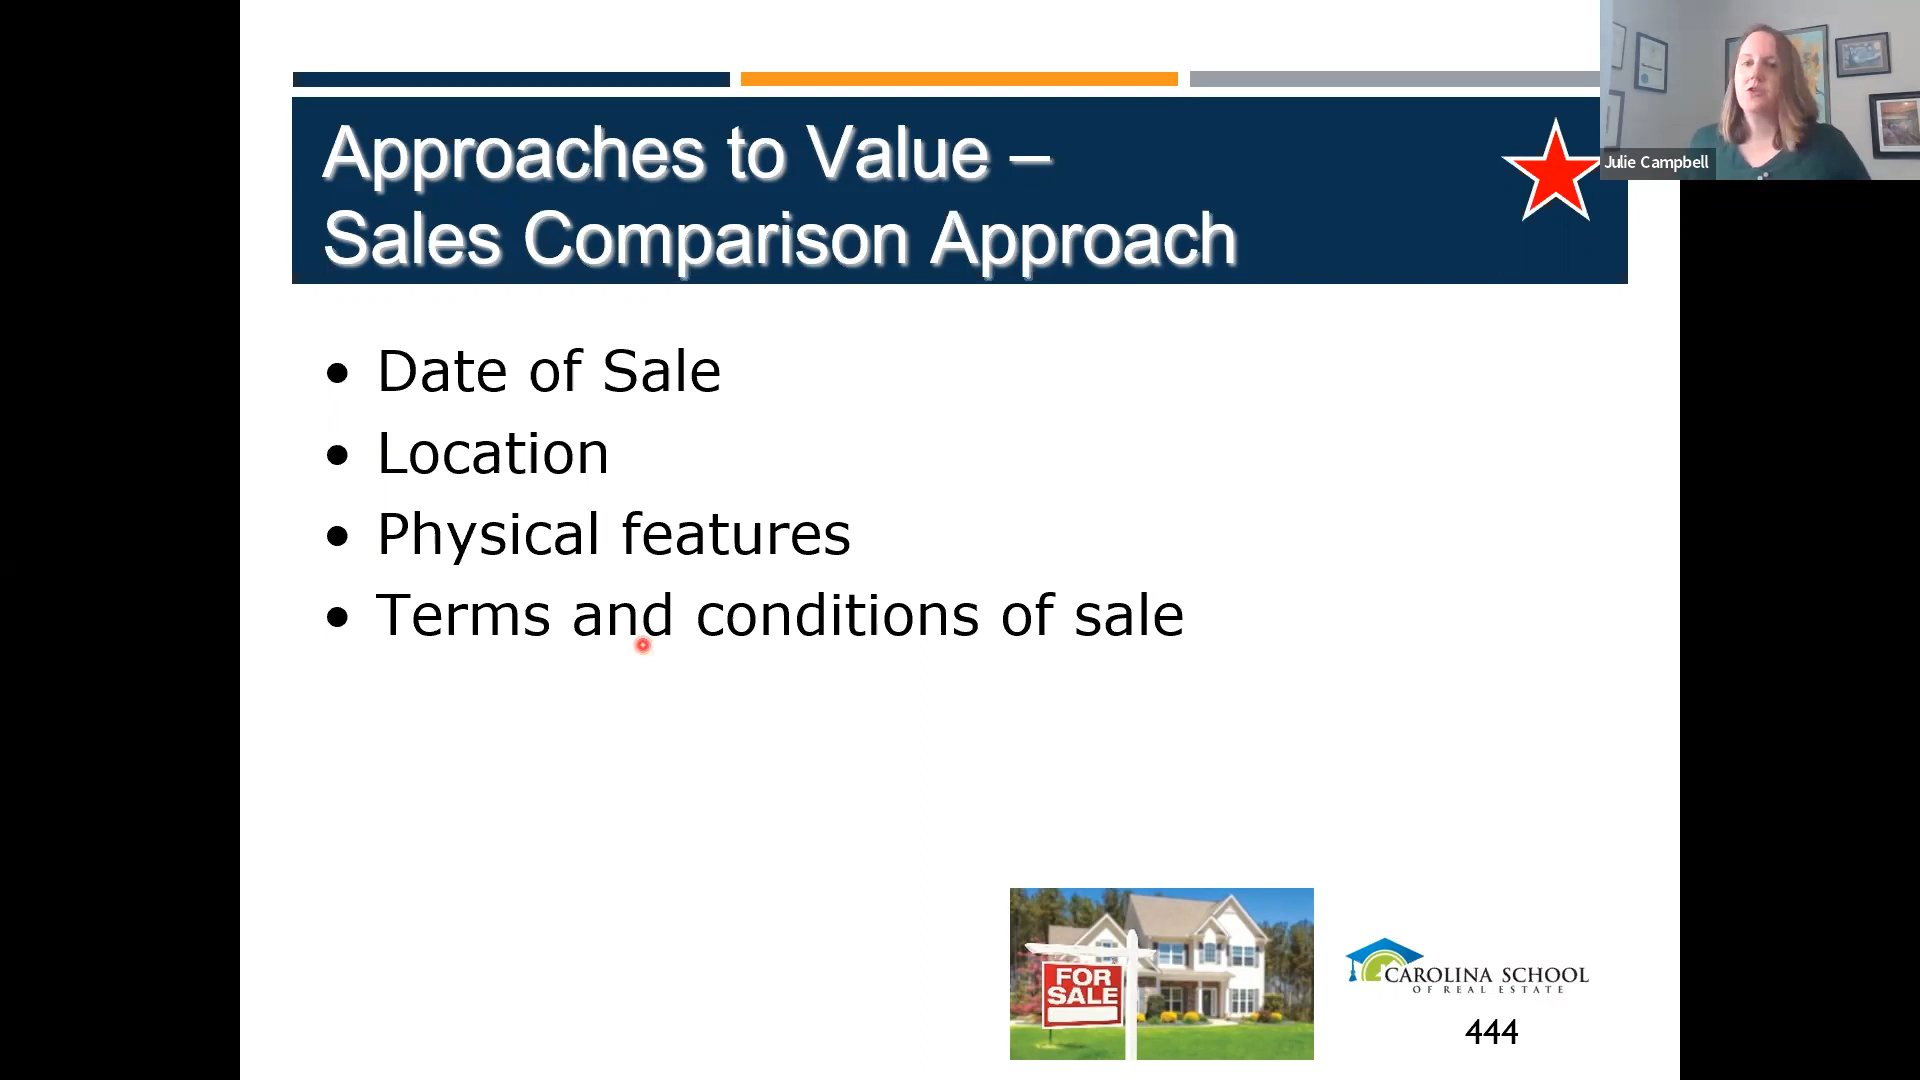 Approaches to Value –
Sales Comparison Approach
Julie Campbell
• Date of Sale
• Location
• Physical features
• Terms and conditions of sale
FOR
SALE
CAROLINA SCHOOL
OF REAL ESTATE
444